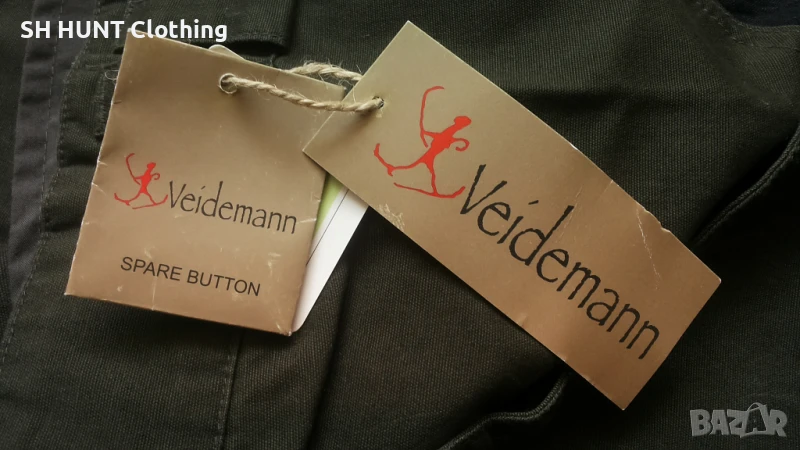 SH HUNT Clothing
Veidemann
SPARE BUTTON
Veidemann
BAZAR